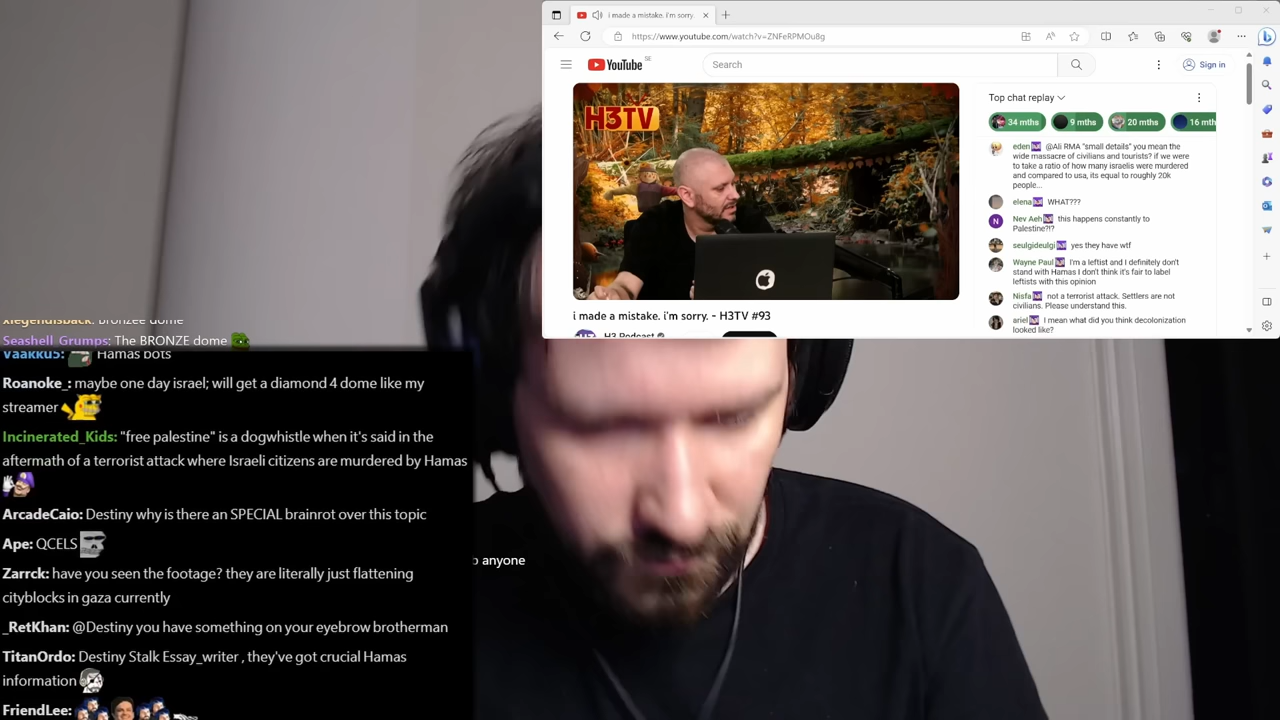 i made a mistake. i'm sorry.
https://www.youtube.com/watch?v=ZNFeRPMOu8g
YouTube SE
Search
Sign in
H3TV
i made a mistake. i'm sorry. - H3TV #93
H3 Podcast
Top chat replay
34 mths
9 mths
20 mths
16 mth
eden @Ali RMA "small details" you mean the
wide massacre of civilians and tourists? if we were
to take a ratio of how many israelis were murdered
and compared to usa, its equal to roughly 20k
people...
elena WHAT???
N
Nev Aeh this happens constantly to
Palestine?!?
seulgideulgi yes they have wtf
Wayne Paul I'm a leftist and I definitely don't
stand with Hamas I don't think it's fair to label
leftists with this opinion
Nisfa not a terrorist attack. Settlers are not
civilians. Please understand this.
ariel I mean what did you think decolonization
looked like?
xlegendisback: Bronzee dome
Seashell_Grumps: The BRONZE dome
Vaakku5: Hamas bots
Roanoke_: maybe one day israel; will get a diamond 4 dome like my
streamer
Incinerated_Kids: "free palestine" is a dogwhistle when it's said in the
aftermath of a terrorist attack where Israeli citizens are murdered by Hamas
ArcadeCaio: Destiny why is there an SPECIAL brainrot over this topic
Ape: QCELS
Zarrck: have you seen the footage? they are literally just flattening
cityblocks in gaza currently
_RetKhan: @Destiny you have something on your eyebrow brotherman
TitanOrdo: Destiny Stalk Essay_writer , they've got crucial Hamas
information
FriendLee:
anyone